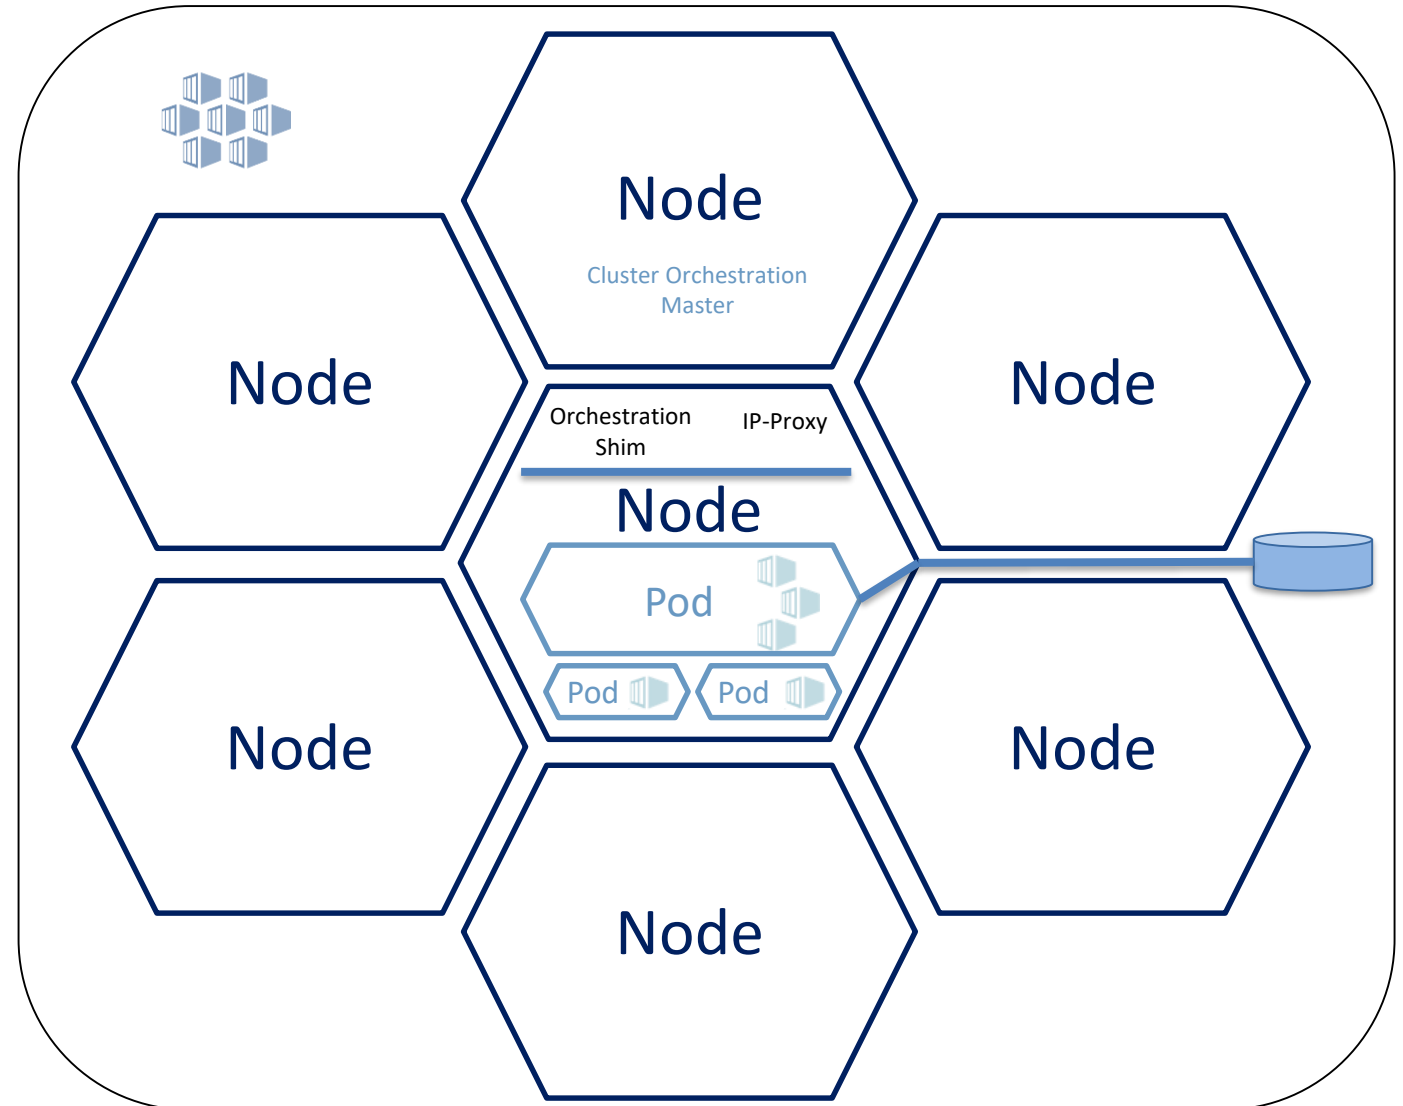 Node
Cluster Orchestration
Master
Node
Node
Orchestration
Shim
IP-Proxy
Node
Pod
Pod
Pod
Node
Node
Node